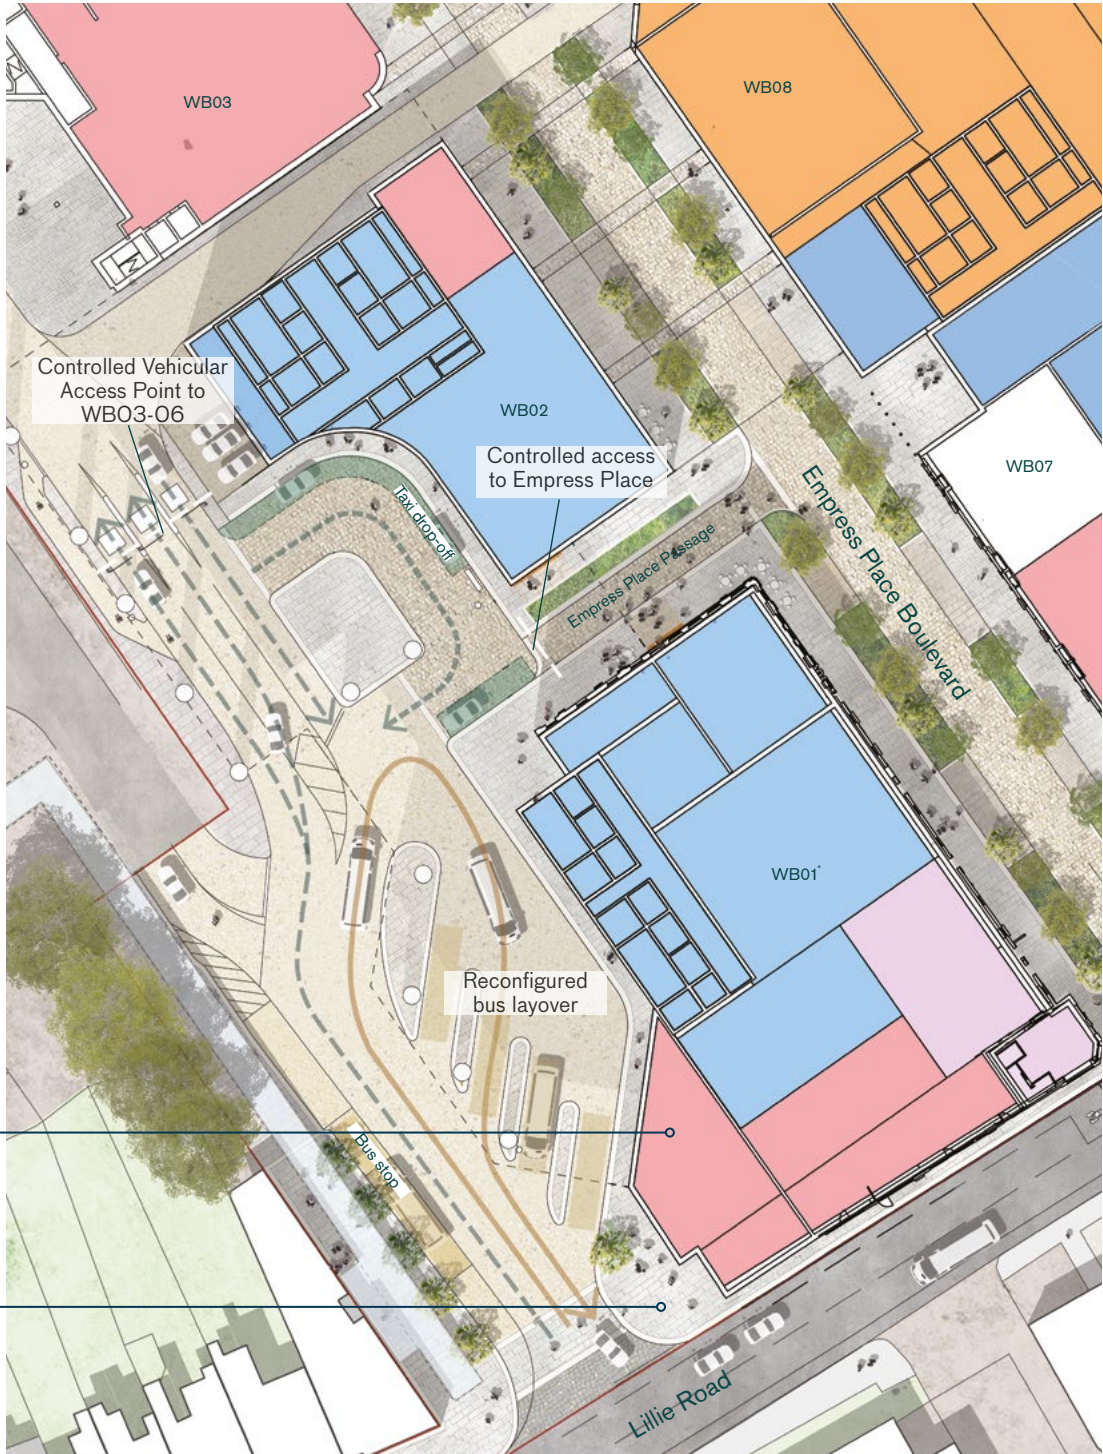 WB03
WB08
Controlled Vehicular
Access Point to
WB03-06
WB02
Controlled access
to Empress Place
WB07
Taxi drop-off
Empress Place Passage
Empress Place Boulevard
WB01
Reconfigured
bus layover
Bus stop
Lillie Road